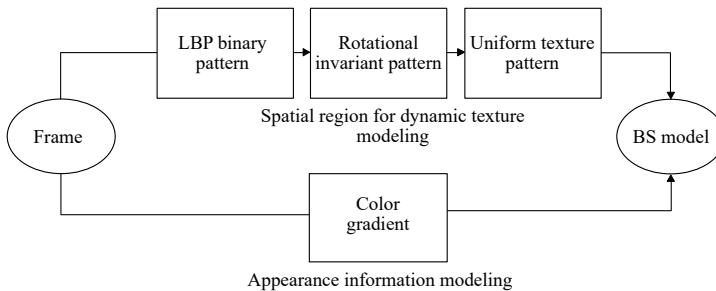 LBP binary
pattern
Rotational
invariant pattern
Uniform texture
pattern
Spatial region for dynamic texture
modeling
Frame
BS model
Color
gradient
Appearance information modeling